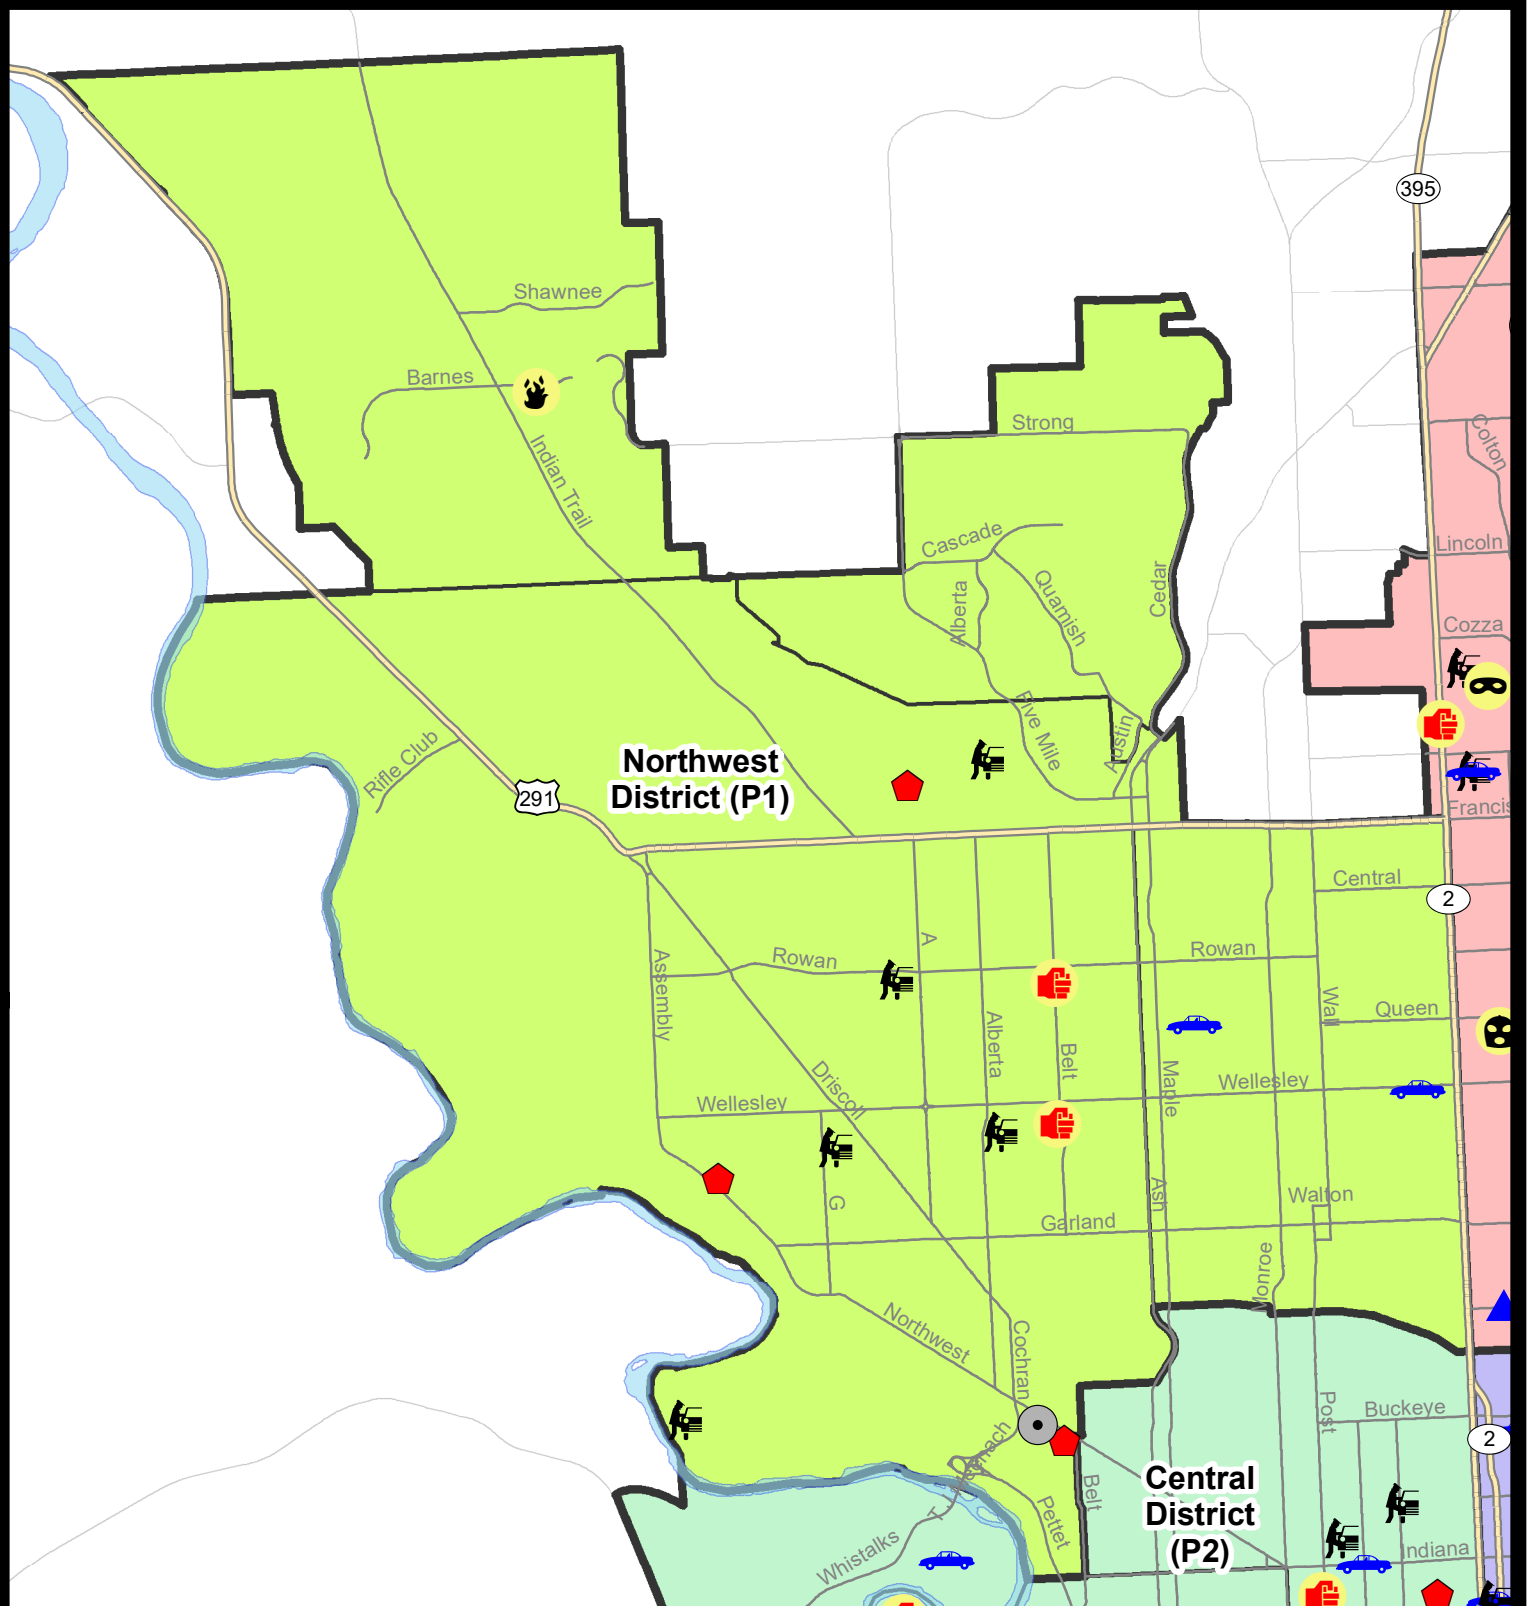 395
Shawnee
Barnes
Strong
Colton
Indian Trail
Cascade
Lincoln
Alberta
Quamish
Cedar
Cozza
Five Mile
Austin
Rifle Club
Northwest
District (P1)
291
Francis
Central
2
A
Rowan
Rowan
Assembly
Wall
Queen
Alberta
Belt
Driscoll
Maple
Wellesley
Wellesley
G
Ash
Walton
Garland
Monroe
Northwest
Cochran
Post
Buckeye
2
Belt
Central
District
(P2)
Pettet
Whistalks
Indiana